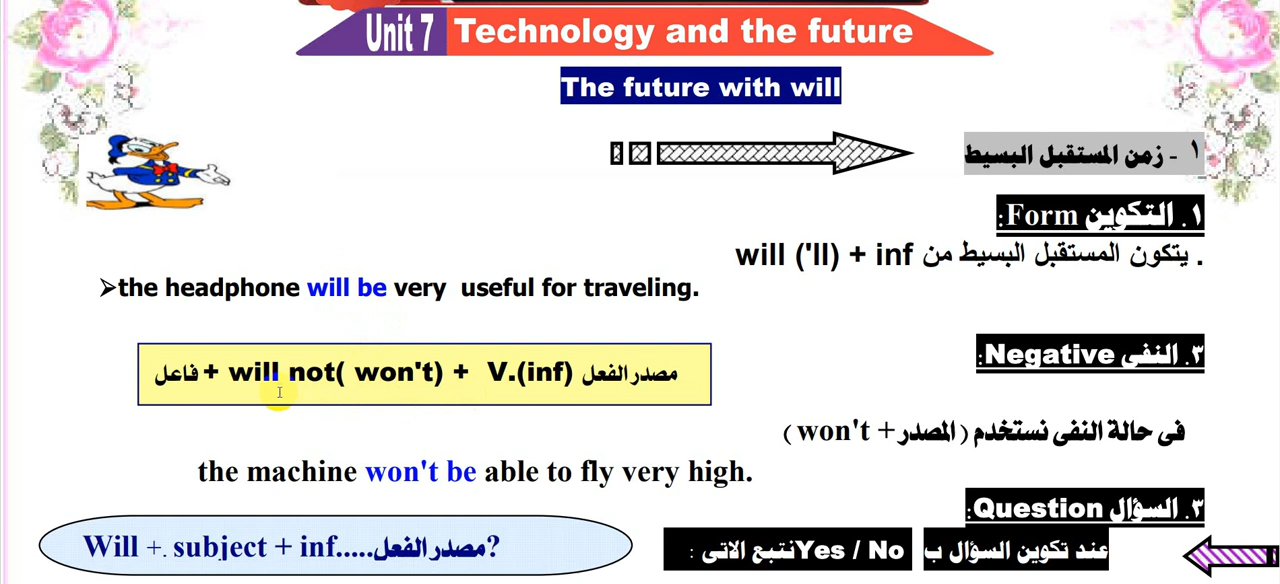 Unit 7 Technology and the future
The future with will
١ - زمن المستقبل البسيط
١. التكوين Form:
. يتكون المستقبل البسيط من will ('ll) + inf
➢the headphone will be very useful for traveling.
٣. النفى Negative:
فاعل + will not( won't) + V.(inf) مصدر الفعل
فى حالة النفى نستخدم ( المصدر+ won't )
the machine won't be able to fly very high.
٣. السؤال Question:
عند تكوين السؤال ب Yes / No نتبع الاتى :
Will +. subject + inf.....مصدر الفعل?